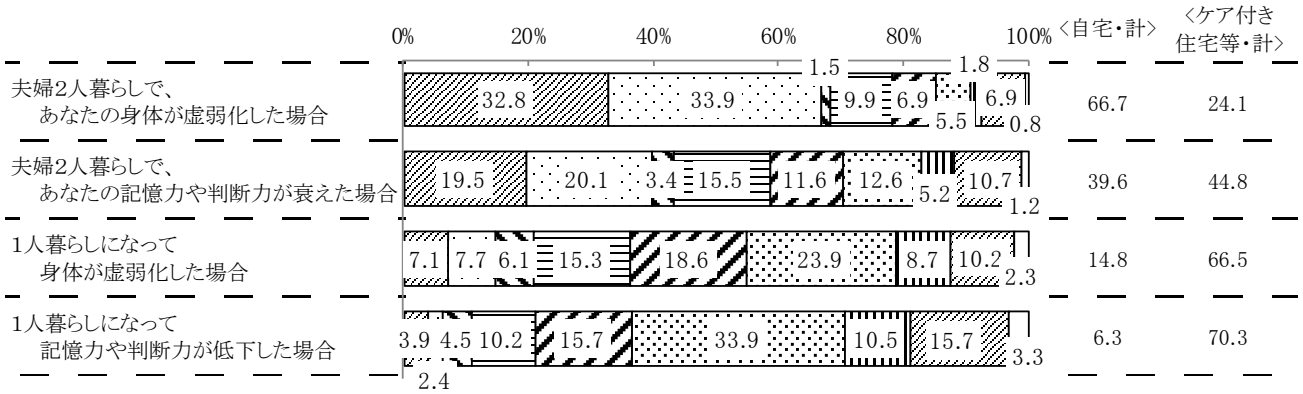 0% 20% 40% 60% 80% 100% <自宅・計> <ケア付き
住宅等・計>
夫婦2人暮らしで、
あなたの身体が虚弱化した場合
32.8 33.9 1.5 9.9 6.9 5.5 1.8 6.9 0.8 66.7 24.1
夫婦2人暮らしで、
あなたの記憶力や判断力が衰えた場合
19.5 20.1 3.4 15.5 11.6 12.6 5.2 10.7 1.2 39.6 44.8
1人暮らしになって
身体が虚弱化した場合
7.1 7.7 6.1 15.3 18.6 23.9 8.7 10.2 2.3 14.8 66.5
1人暮らしになって
記憶力や判断力が低下した場合
3.9 2.4 4.5 10.2 15.7 33.9 10.5 15.7 3.3 6.3 70.3